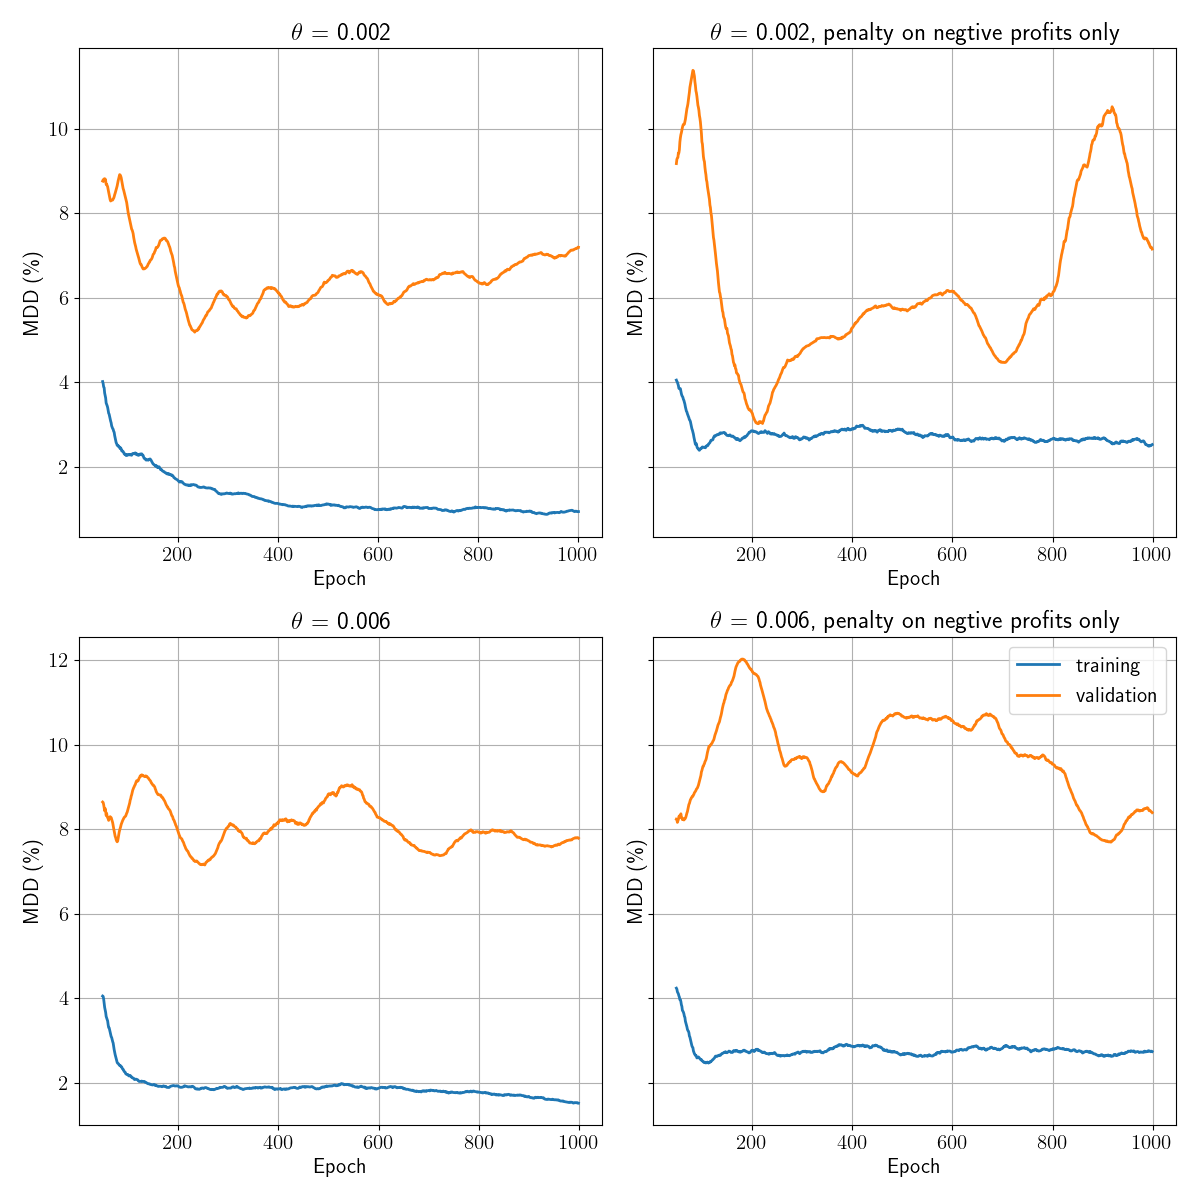 θ = 0.002
MDD (%)
10
8
6
4
2
200 400 600 800 1000
Epoch
θ = 0.002, penalty on negtive profits only
MDD (%)
200 400 600 800 1000
Epoch
θ = 0.006
MDD (%)
12
10
8
6
4
2
200 400 600 800 1000
Epoch
θ = 0.006, penalty on negtive profits only
training
validation
MDD (%)
200 400 600 800 1000
Epoch